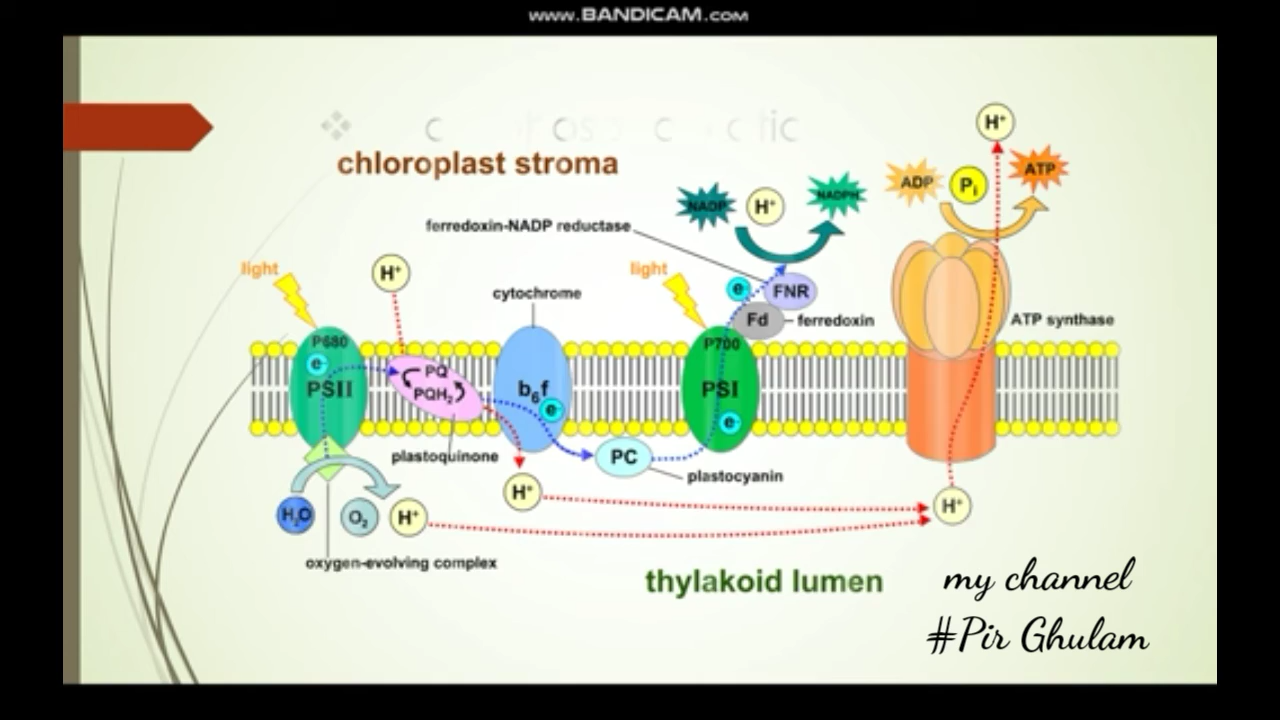 www.BANDICAM.com
chloroplast stroma
H⁺
NADP
H⁺
NADPH
ADP
Pi
ATP
ferredoxin-NADP reductase
light
H⁺
light
cytochrome
e⁻
FNR
Fd
ferredoxin
ATP synthase
P680
e⁻
PSII
PQ
PQH₂
b₆f
e⁻
P700
PSI
e⁻
plastoquinone
PC
plastocyanin
H₂O
O₂
H⁺
H⁺
H⁺
oxygen-evolving complex
thylakoid lumen
my channel
#Pir Ghulam